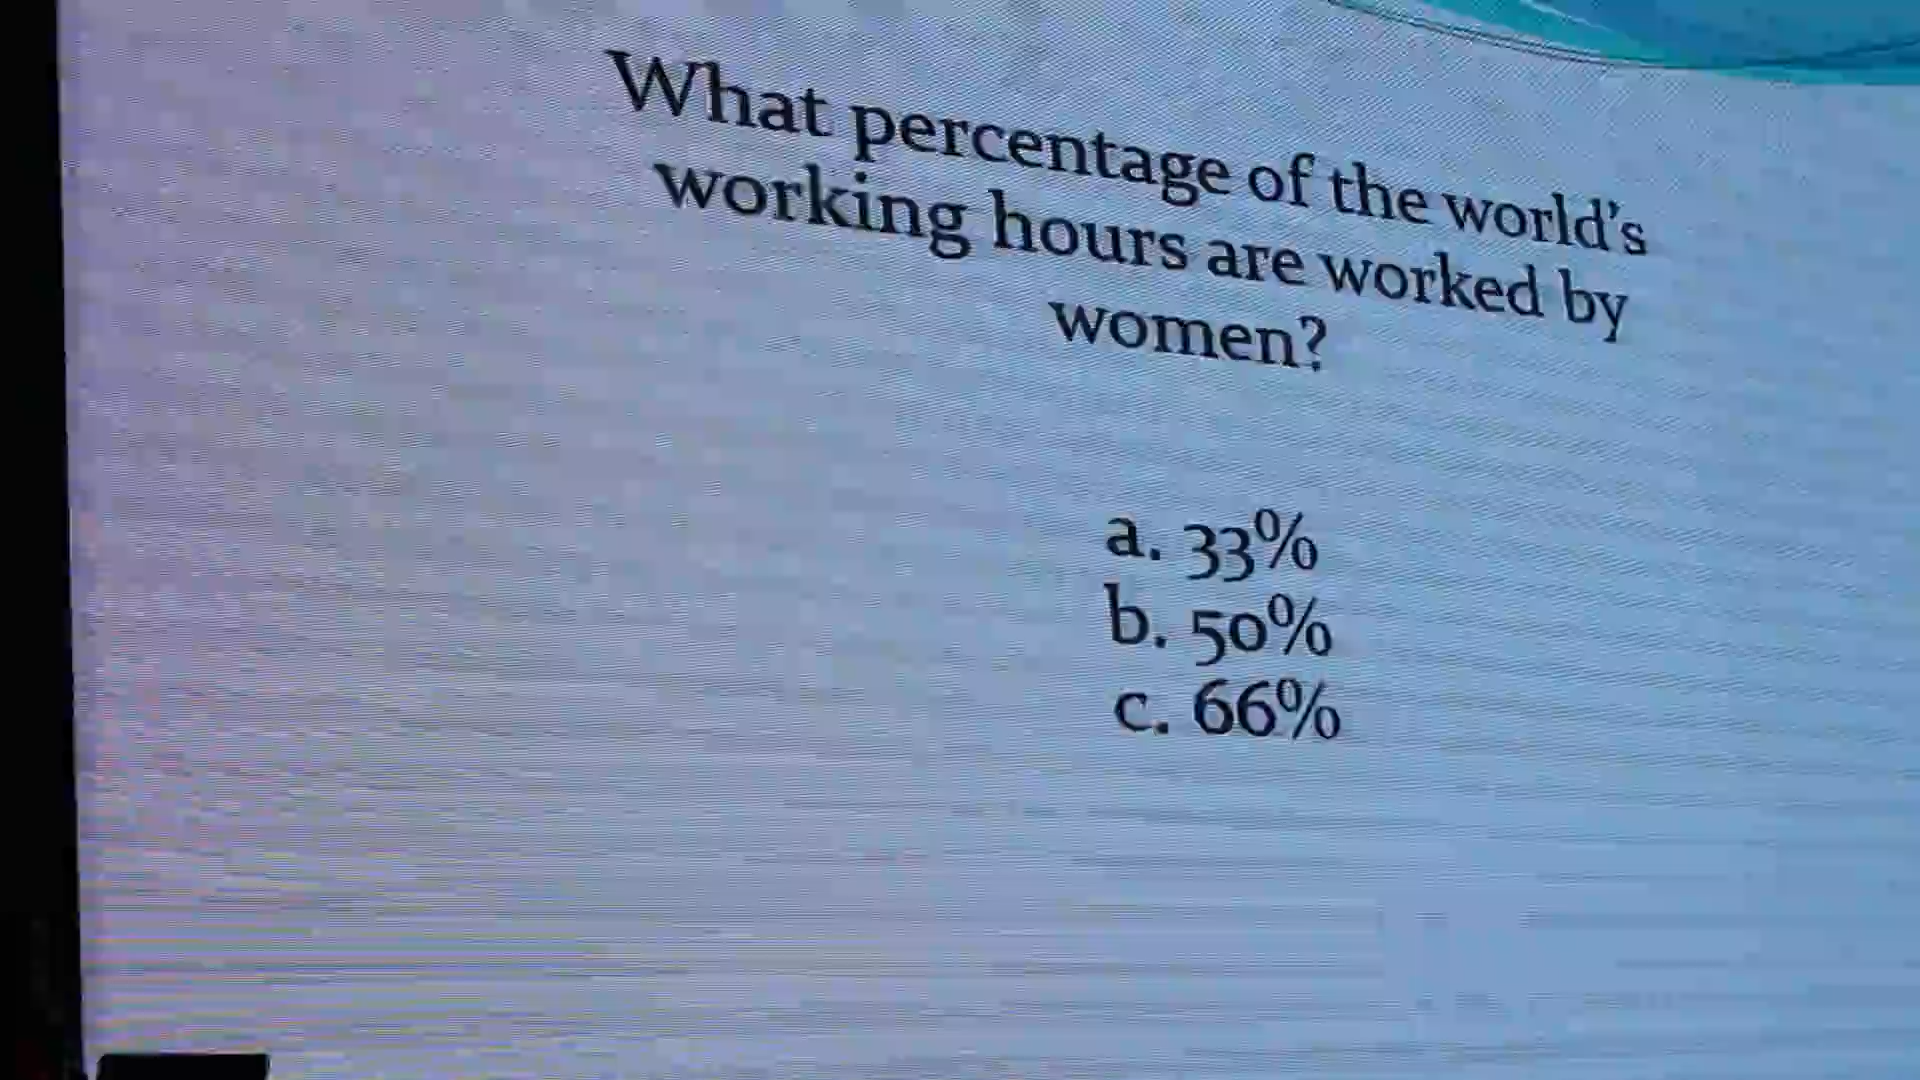 What percentage of the world's
working hours are worked by
women?
a. 33%
b. 50%
c. 66%